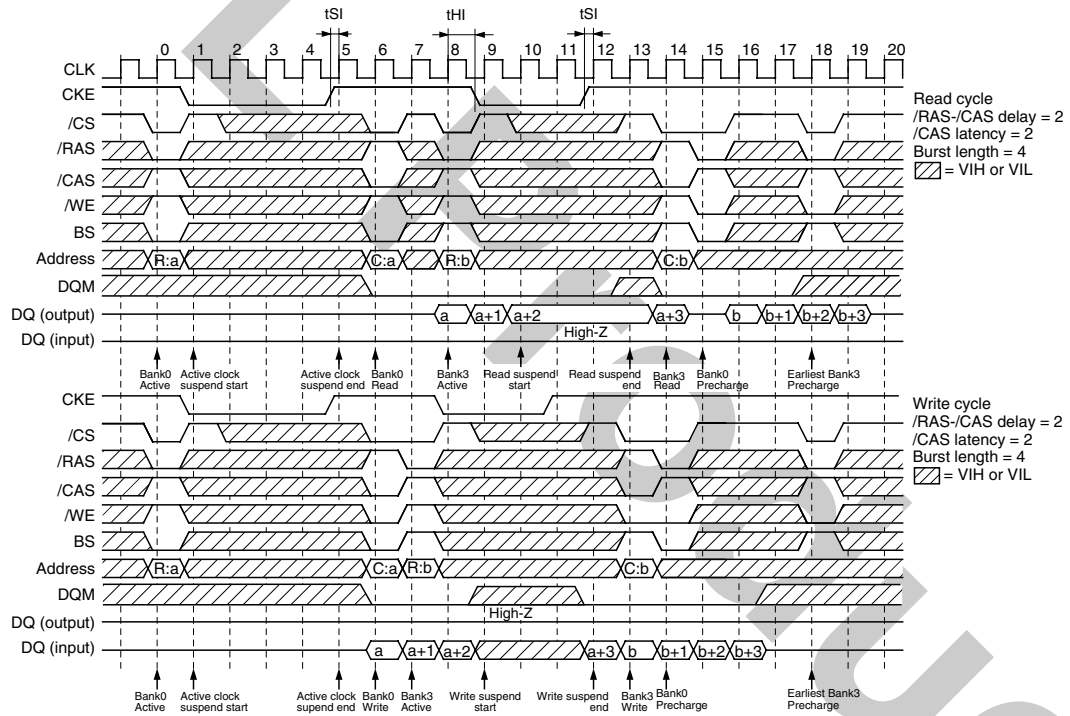 tSI tHI tSI
0 1 2 3 4 5 6 7 8 9 10 11 12 13 14 15 16 17 18 19 20
CLK
CKE
/CS
/RAS
/CAS
/WE
BS
Address R:a C:a R:b C:b
DQM
DQ (output) a a+1 a+2 a+3 b b+1 b+2 b+3
High-Z
DQ (input)
Read cycle
/RAS-/CAS delay = 2
/CAS latency = 2
Burst length = 4
= VIH or VIL
Bank0 Active
Active clock suspend start
Active clock suspend end
Bank0 Read
Bank3 Active
Read suspend start
Read suspend end
Bank3 Read
Bank0 Precharge
Earliest Bank3 Precharge
CKE
/CS
/RAS
/CAS
/WE
BS
Address R:a C:a R:b C:b
DQM
High-Z
DQ (output)
DQ (input) a a+1 a+2 a+3 b b+1 b+2 b+3
Write cycle
/RAS-/CAS delay = 2
/CAS latency = 2
Burst length = 4
= VIH or VIL
Bank0 Active
Active clock suspend start
Active clock supend end
Bank0 Write
Bank3 Active
Write suspend start
Write suspend end
Bank3 Write
Bank0 Precharge
Earliest Bank3 Precharge